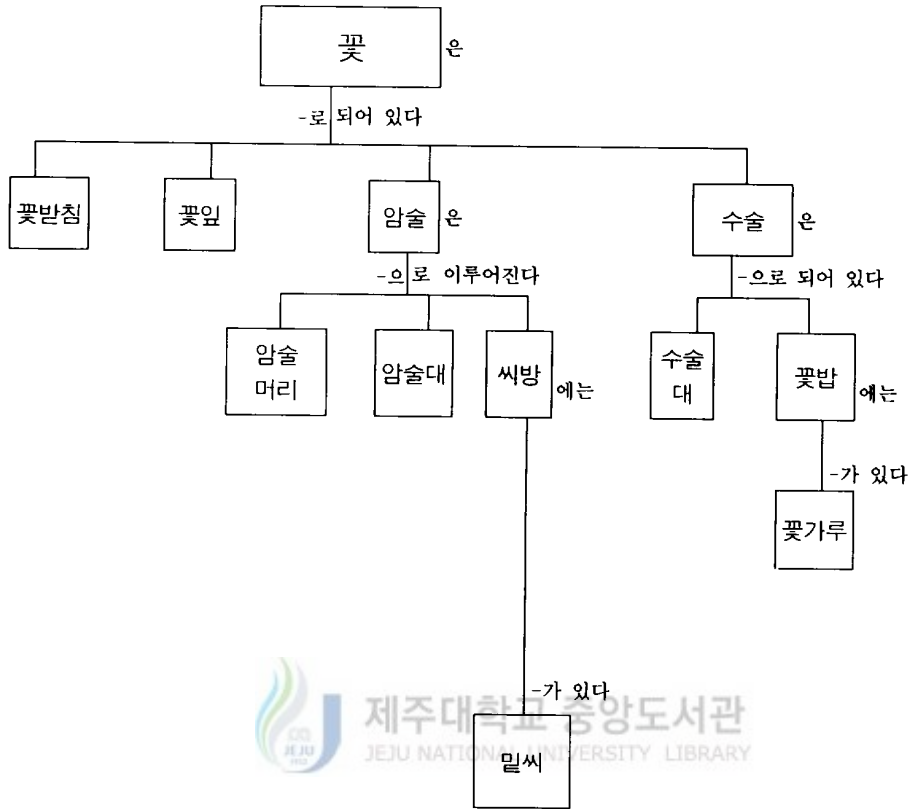 꽃 은
-로 되어 있다
꽃받침 꽃잎 암술 은 수술 은
-으로 이루어진다 -으로 되어 있다
암술
머리
암술대 씨방 에는
수술
대
꽃밥 에는
-가 있다
꽃가루
-가 있다
제주대학교 중앙도서관
JEJU NATIONAL UNIVERSITY LIBRARY
JEJU
1952
밑씨